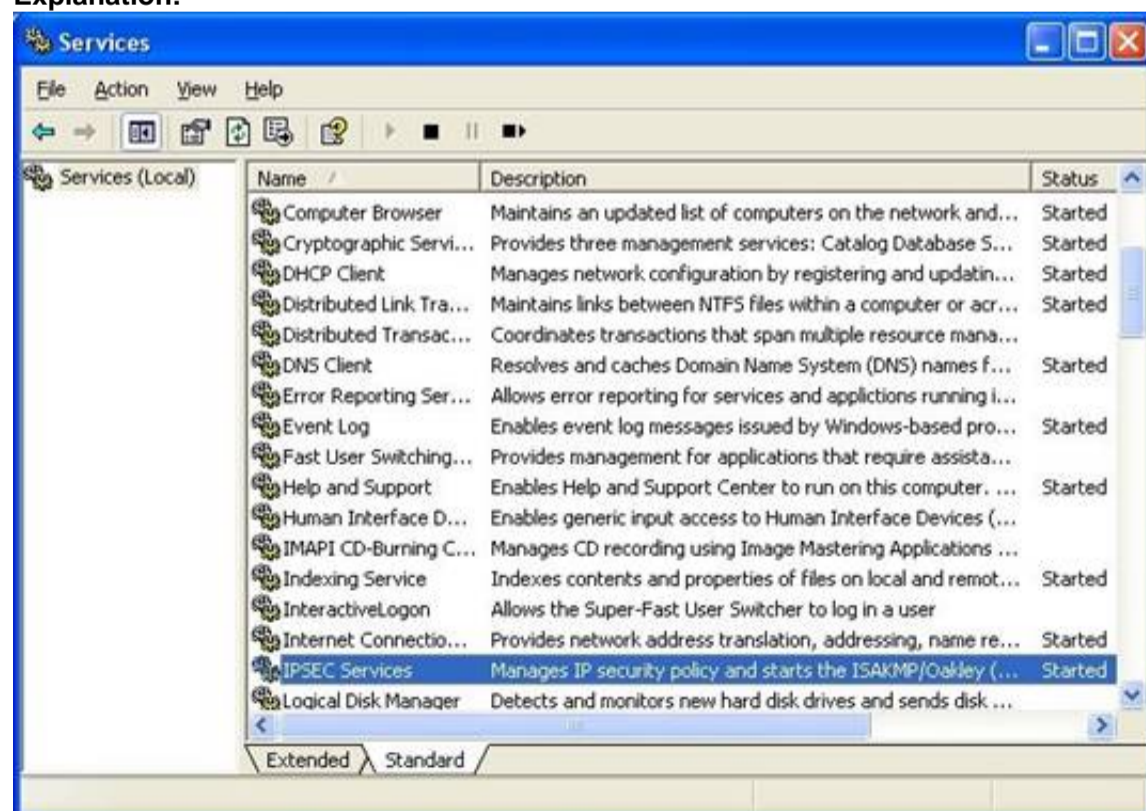 Explanation:
Services
File Action View Help
Services (Local)
Name Description Status
Computer Browser Maintains an updated list of computers on the network and... Started
Cryptographic Servi... Provides three management services: Catalog Database S... Started
DHCP Client Manages network configuration by registering and updatin... Started
Distributed Link Tra... Maintains links between NTFS files within a computer or acr... Started
Distributed Transac... Coordinates transactions that span multiple resource mana...
DNS Client Resolves and caches Domain Name System (DNS) names f... Started
Error Reporting Ser... Allows error reporting for services and applictions running i...
Event Log Enables event log messages issued by Windows-based pro... Started
Fast User Switching... Provides management for applications that require assista...
Help and Support Enables Help and Support Center to run on this computer. ... Started
Human Interface D... Enables generic input access to Human Interface Devices (...
IMAPI CD-Burning C... Manages CD recording using Image Mastering Applications ...
Indexing Service Indexes contents and properties of files on local and remot... Started
InteractiveLogon Allows the Super-Fast User Switcher to log in a user
Internet Connectio... Provides network address translation, addressing, name re... Started
IPSEC Services Manages IP security policy and starts the ISAKMP/Oakley (... Started
Logical Disk Manager Detects and monitors new hard disk drives and sends disk ...
Extended Standard